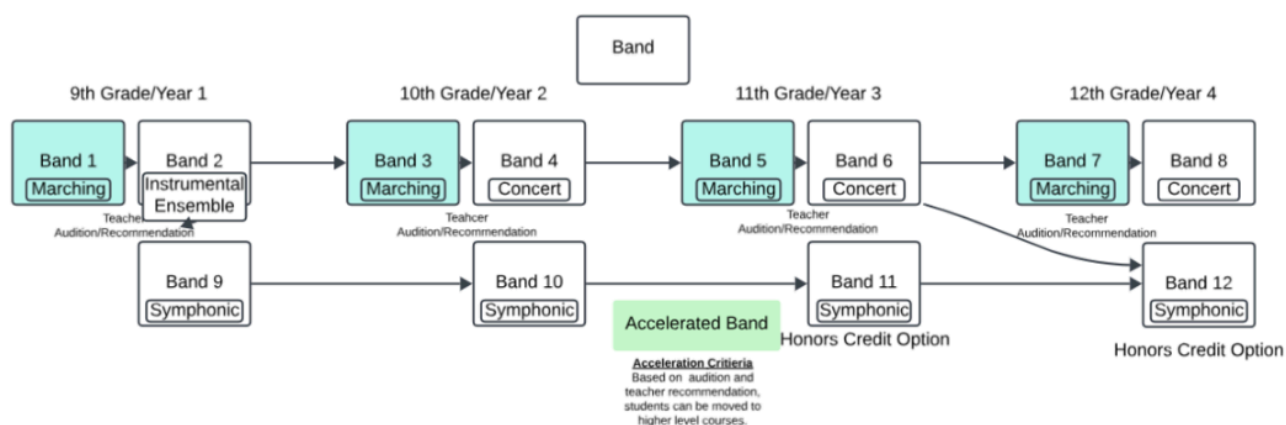 Band
9th Grade/Year 1
10th Grade/Year 2
11th Grade/Year 3
12th Grade/Year 4
Band 1
Marching
Band 2
Instrumental
Ensemble
Band 3
Marching
Band 4
Concert
Band 5
Marching
Band 6
Concert
Band 7
Marching
Band 8
Concert
Teacher
Audition/Recommendation
Teahcer
Audition/Recommendation
Teacher
Audition/Recommendation
Teacher
Audition/Recommendation
Band 9
Symphonic
Band 10
Symphonic
Band 11
Symphonic
Band 12
Symphonic
Accelerated Band
Honors Credit Option
Honors Credit Option
Acceleration Critieria
Based on audition and
teacher recommendation,
students can be moved to
higher level courses.